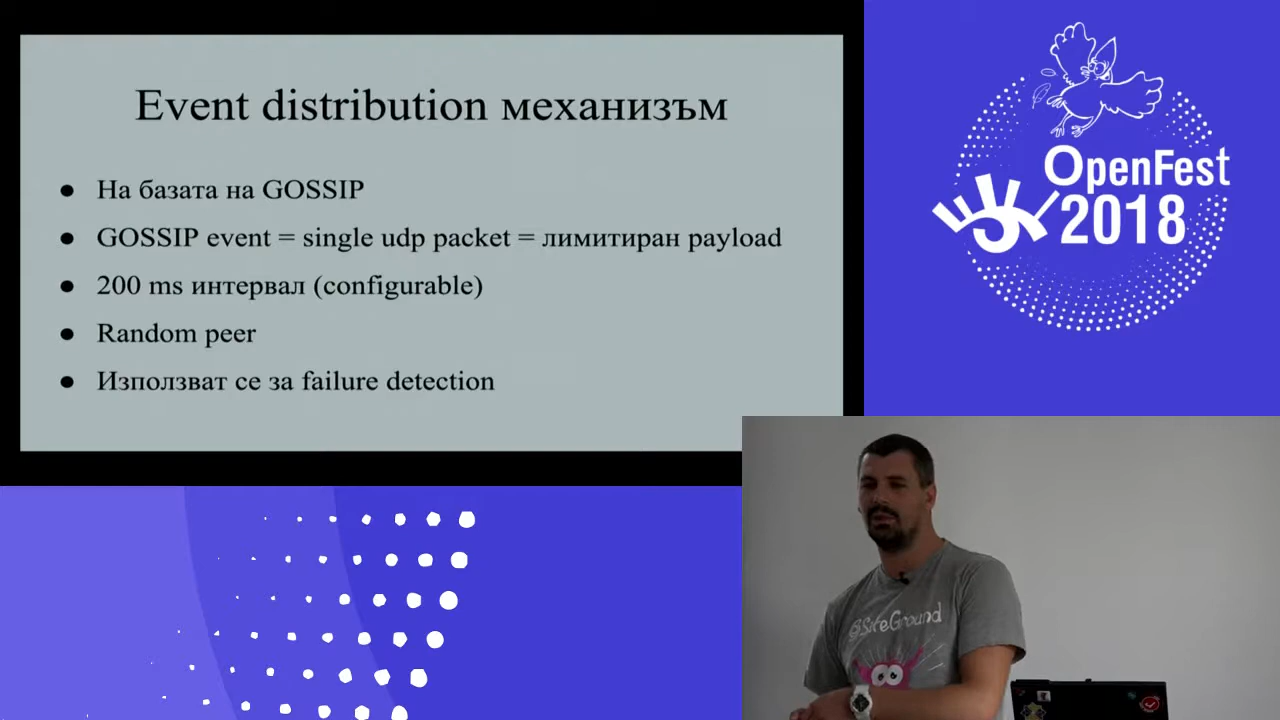 Event distribution механизъм
● На базата на GOSSIP
● GOSSIP event = single udp packet = лимитиран payload
● 200 ms интервал (configurable)
● Random peer
● Използват се за failure detection
OpenFest
2018
@SiteGround